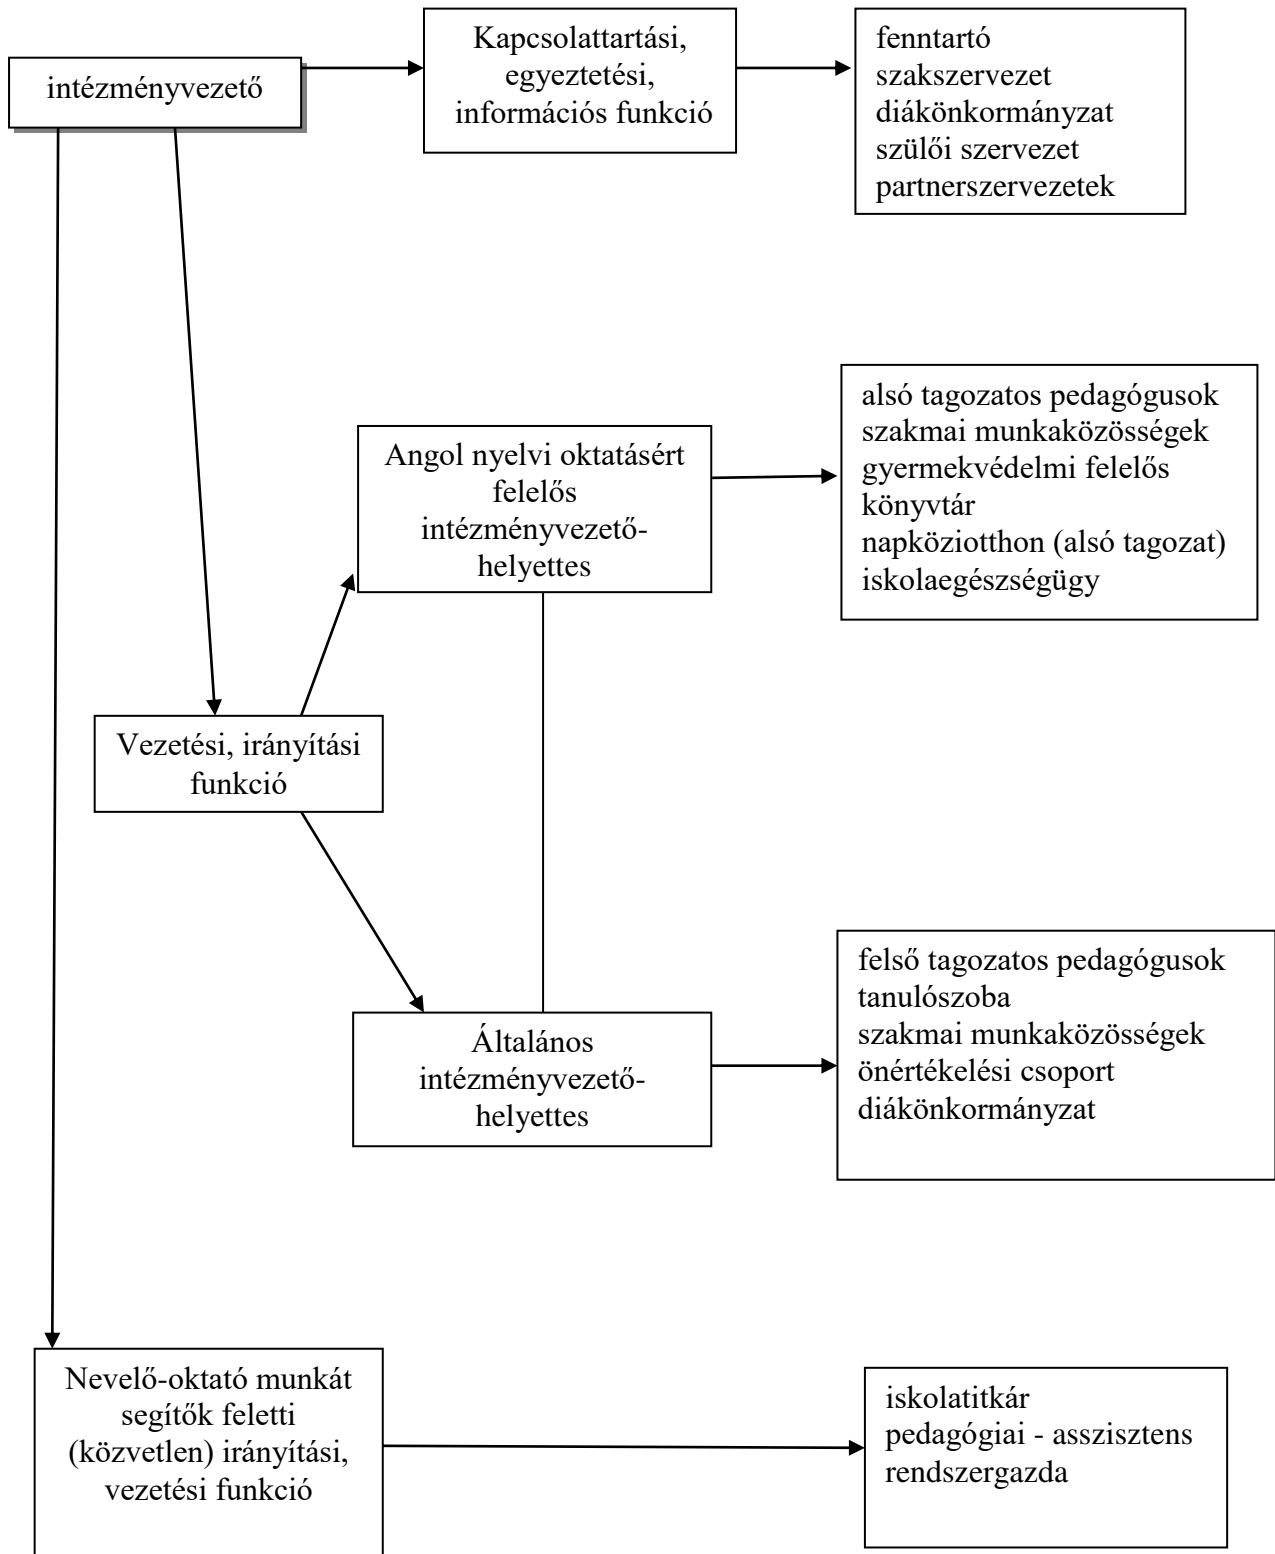 intézményvezető
Kapcsolattartási,
egyeztetési,
információs funkció
fenntartó
szakszervezet
diákönkormányzat
szülői szervezet
partnerszervezetek
Angol nyelvi oktatásért
felelős
intézményvezető-
helyettes
alsó tagozatos pedagógusok
szakmai munkaközösségek
gyermekvédelmi felelős
könyvtár
napköziotthon (alsó tagozat)
iskolaegészségügy
Vezetési, irányítási
funkció
Általános
intézményvezető-
helyettes
felső tagozatos pedagógusok
tanulószoba
szakmai munkaközösségek
önértékelési csoport
diákönkormányzat
Nevelő-oktató munkát
segítők feletti
(közvetlen) irányítási,
vezetési funkció
iskolatitkár
pedagógiai - asszisztens
rendszergazda